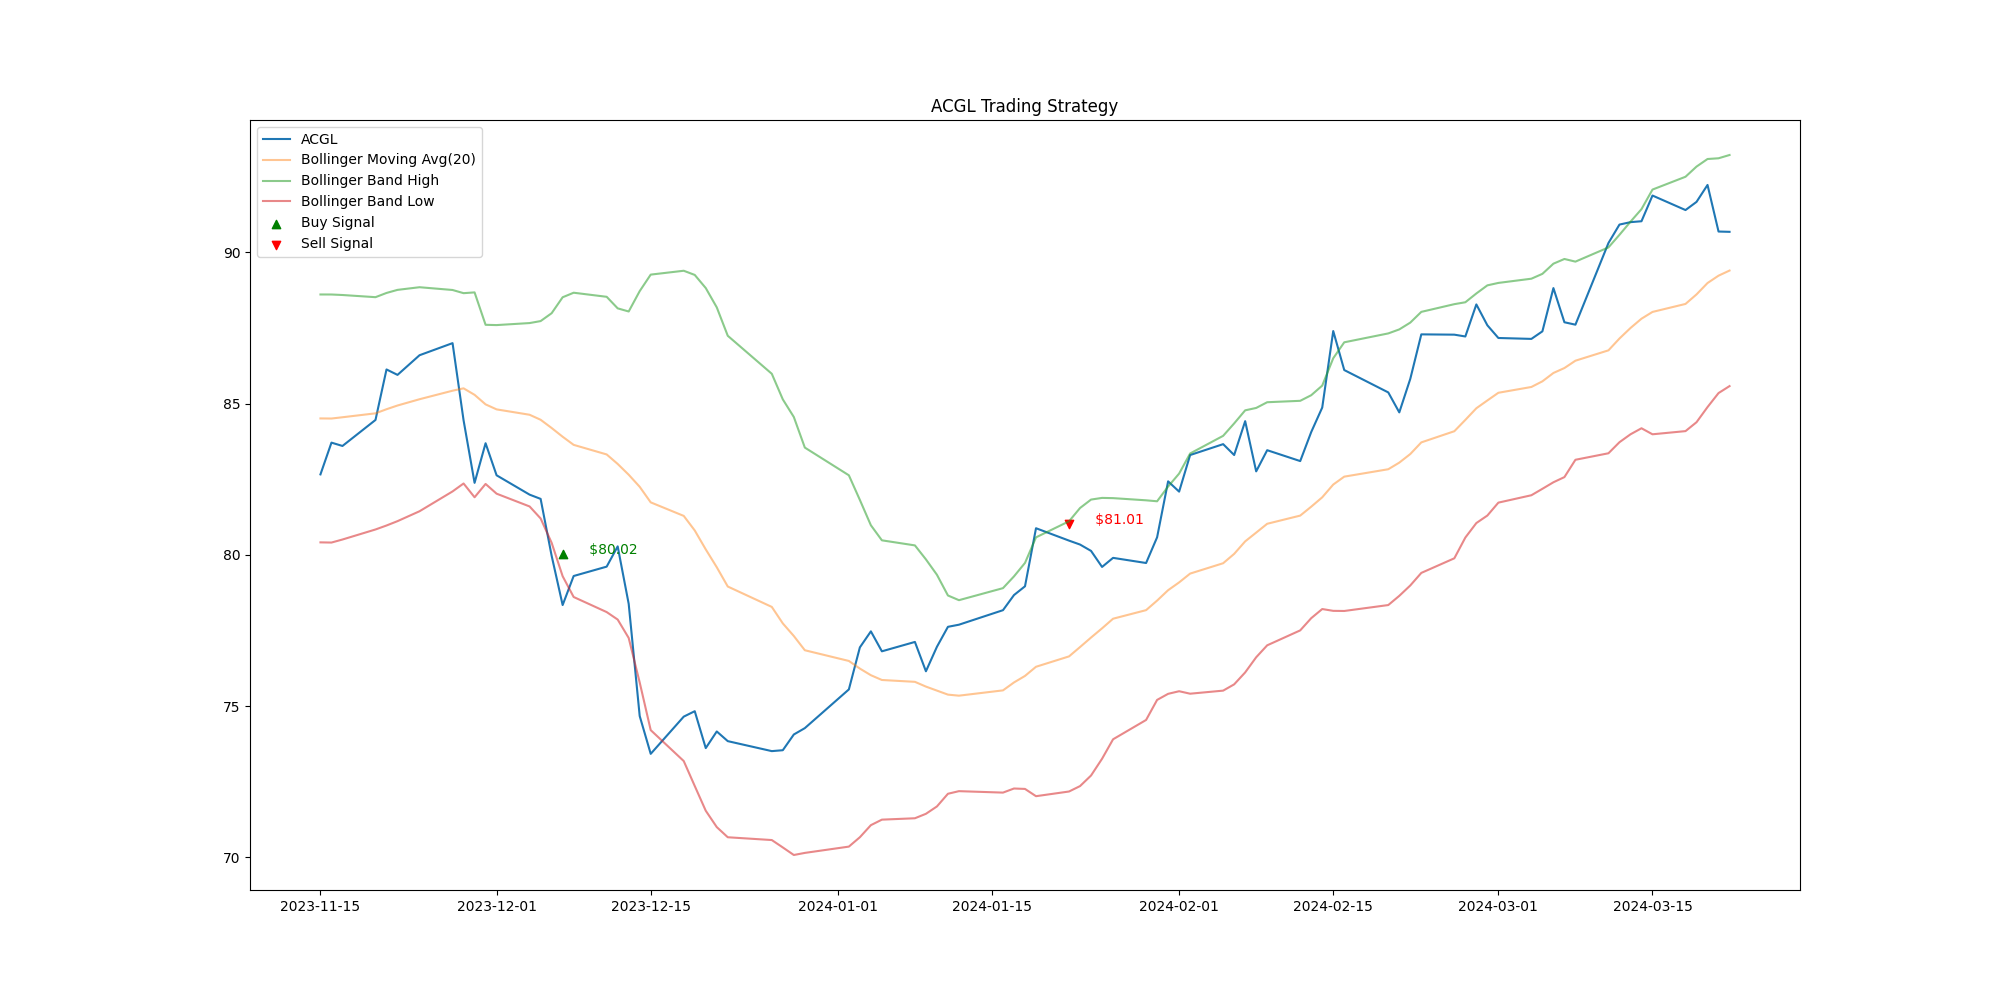 ACGL Trading Strategy
ACGL
Bollinger Moving Avg(20)
Bollinger Band High
Bollinger Band Low
Buy Signal
Sell Signal
90
85
80
75
70
$81.01
$80.02
2023-11-15 2023-12-01 2023-12-15 2024-01-01 2024-01-15 2024-02-01 2024-02-15 2024-03-01 2024-03-15